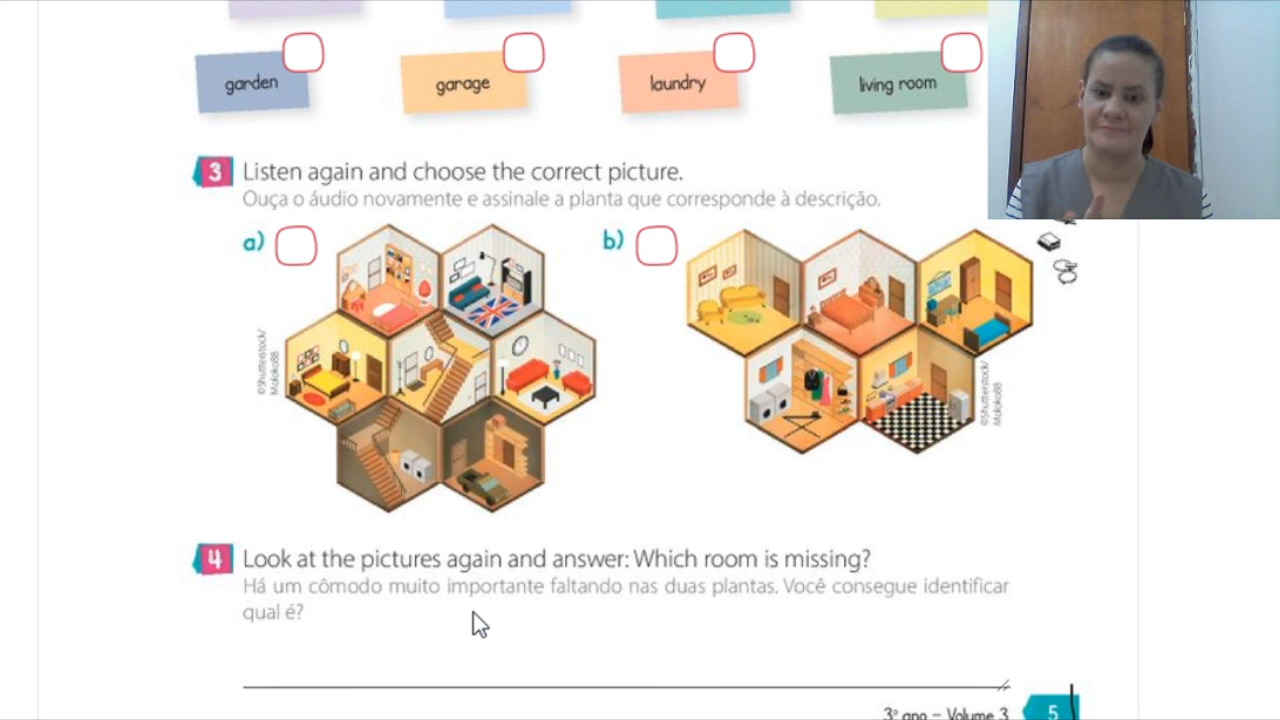 garden
garage
laundry
living room
3 Listen again and choose the correct picture.
Ouça o áudio novamente e assinale a planta que corresponde à descrição.
a)
b)
©Shutterstock/
Moloko88
©Shutterstock/
Moloko88
4 Look at the pictures again and answer: Which room is missing?
Há um cômodo muito importante faltando nas duas plantas. Você consegue identificar
qual é?
3º ano – Volume 3
5